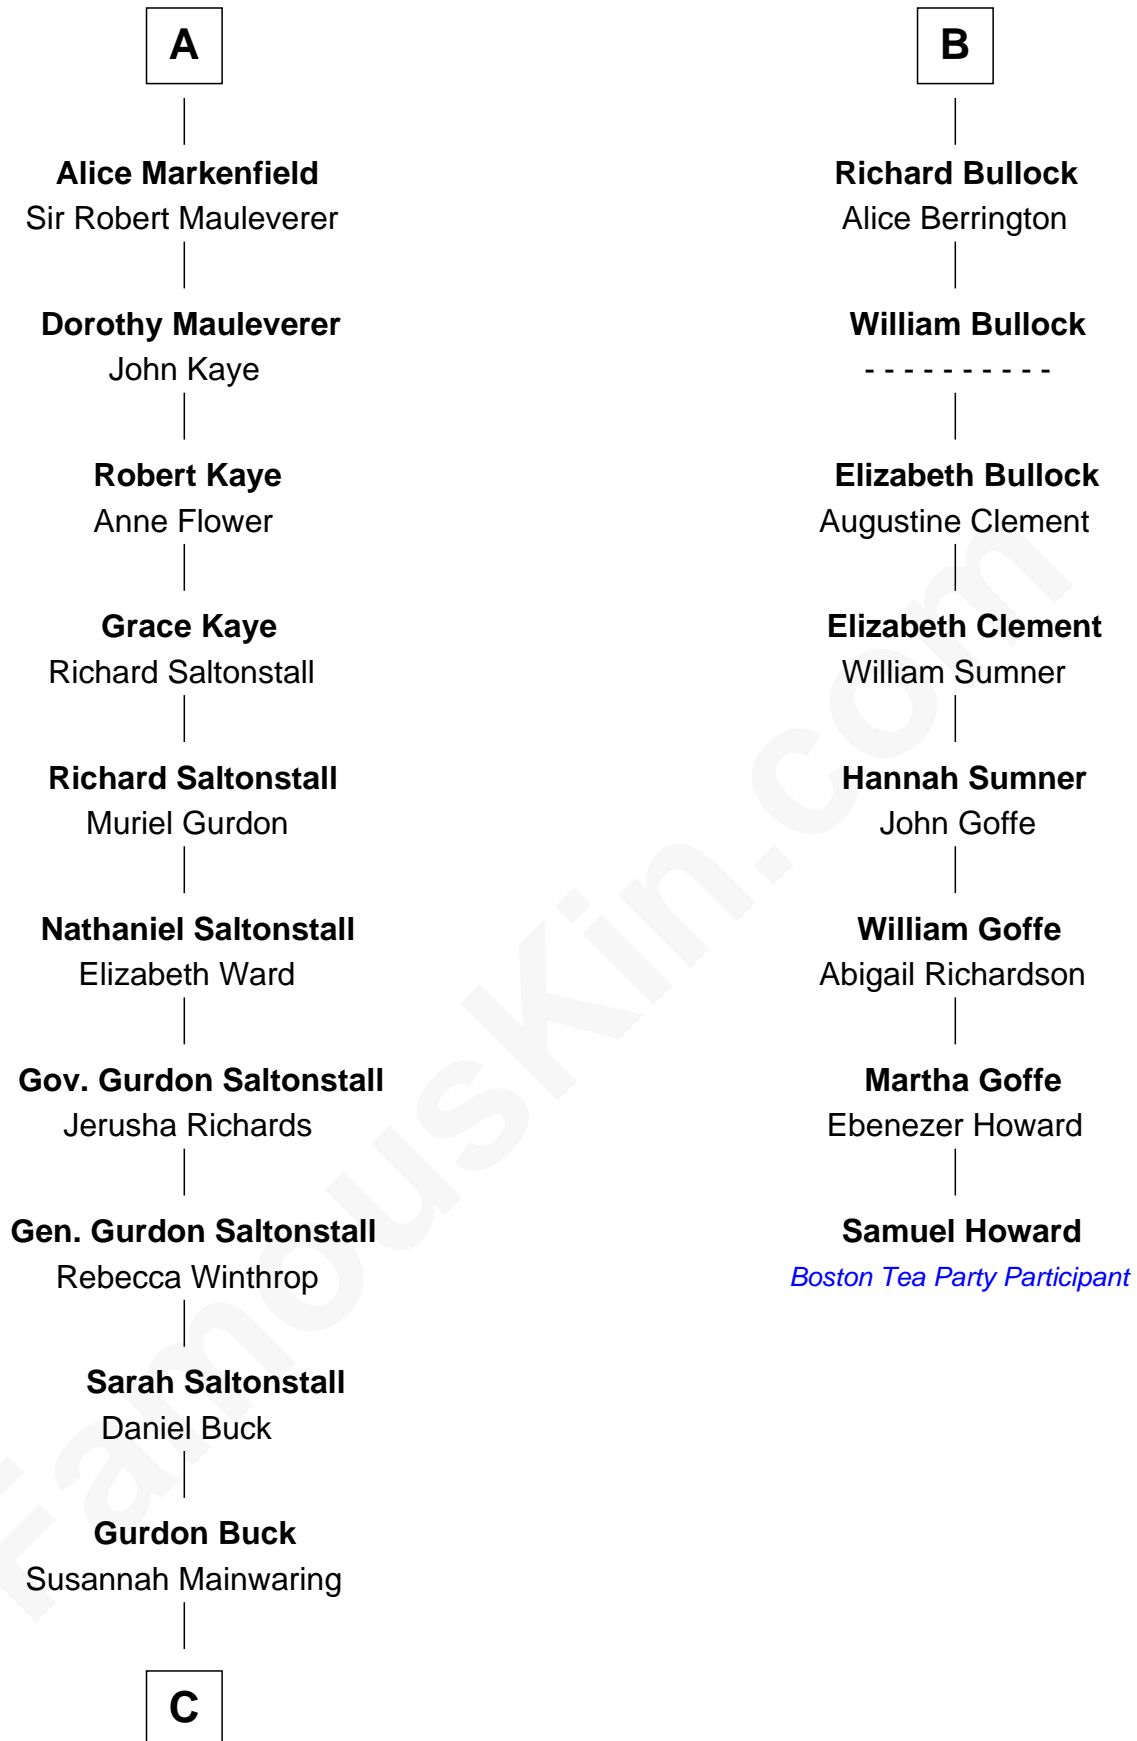 A
Alice Markenfield
Sir Robert Mauleverer
Dorothy Mauleverer
John Kaye
Robert Kaye
Anne Flower
Grace Kaye
Richard Saltonstall
Richard Saltonstall
Muriel Gurdon
Nathaniel Saltonstall
Elizabeth Ward
Gov. Gurdon Saltonstall
Jerusha Richards
Gen. Gurdon Saltonstall
Rebecca Winthrop
Sarah Saltonstall
Daniel Buck
Gurdon Buck
Susannah Mainwaring
C
B
Richard Bullock
Alice Berrington
William Bullock
- - - - - - - - - -
Elizabeth Bullock
Augustine Clement
Elizabeth Clement
William Sumner
Hannah Sumner
John Goffe
William Goffe
Abigail Richardson
Martha Goffe
Ebenezer Howard
Samuel Howard
Boston Tea Party Participant
FamousKin.com